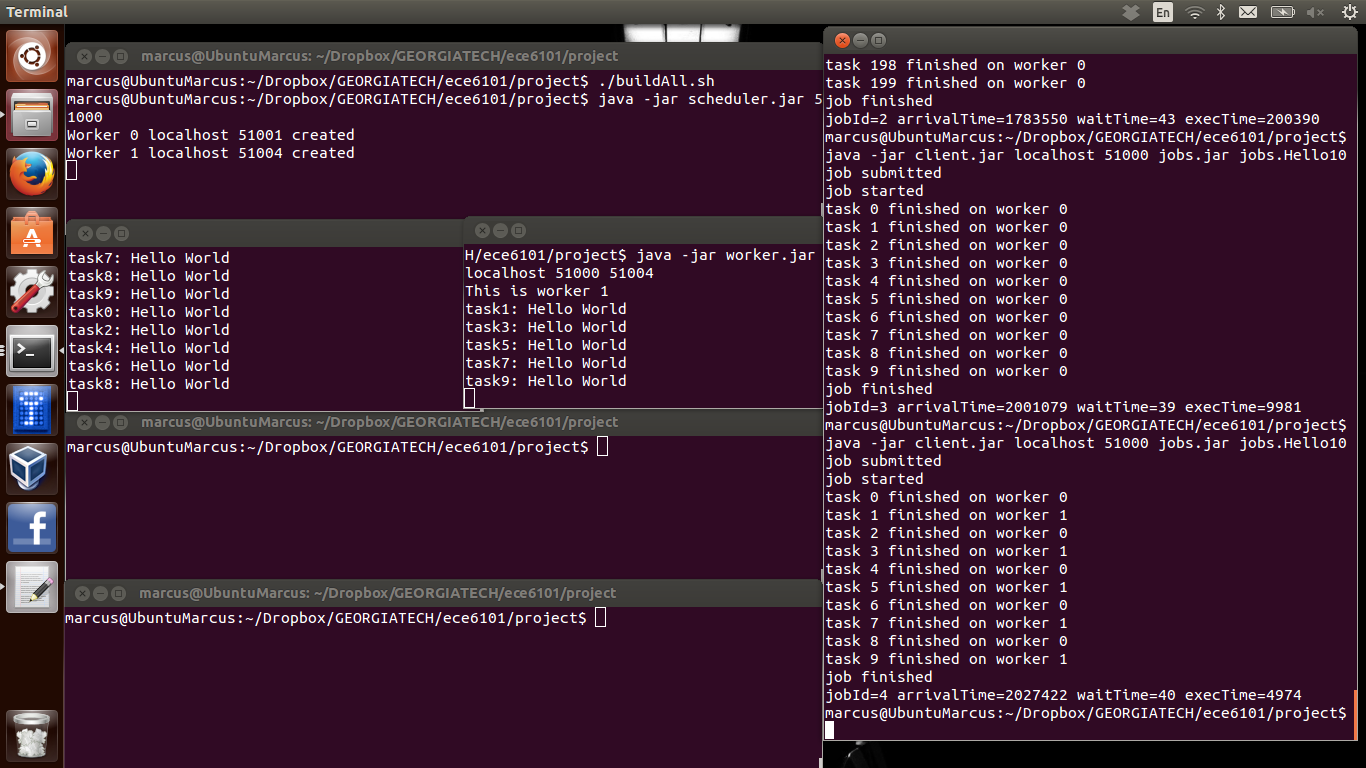 Terminal
En
marcus@UbuntuMarcus: ~/Dropbox/GEORGIATECH/ece6101/project
marcus@UbuntuMarcus:~/Dropbox/GEORGIATECH/ece6101/project$ ./buildAll.sh
marcus@UbuntuMarcus:~/Dropbox/GEORGIATECH/ece6101/project$ java -jar scheduler.jar 5
1000
Worker 0 localhost 51001 created
Worker 1 localhost 51004 created
task7: Hello World
task8: Hello World
task9: Hello World
task0: Hello World
task2: Hello World
task4: Hello World
task6: Hello World
task8: Hello World
H/ece6101/project$ java -jar worker.jar
localhost 51000 51004
This is worker 1
task1: Hello World
task3: Hello World
task5: Hello World
task7: Hello World
task9: Hello World
marcus@UbuntuMarcus: ~/Dropbox/GEORGIATECH/ece6101/project
marcus@UbuntuMarcus:~/Dropbox/GEORGIATECH/ece6101/project$
marcus@UbuntuMarcus: ~/Dropbox/GEORGIATECH/ece6101/project
marcus@UbuntuMarcus:~/Dropbox/GEORGIATECH/ece6101/project$
task 198 finished on worker 0
task 199 finished on worker 0
job finished
jobId=2 arrivalTime=1783550 waitTime=43 execTime=200390
marcus@UbuntuMarcus:~/Dropbox/GEORGIATECH/ece6101/project$
java -jar client.jar localhost 51000 jobs.jar jobs.Hello10
job submitted
job started
task 0 finished on worker 0
task 1 finished on worker 0
task 2 finished on worker 0
task 3 finished on worker 0
task 4 finished on worker 0
task 5 finished on worker 0
task 6 finished on worker 0
task 7 finished on worker 0
task 8 finished on worker 0
task 9 finished on worker 0
job finished
jobId=3 arrivalTime=2001079 waitTime=39 execTime=9981
marcus@UbuntuMarcus:~/Dropbox/GEORGIATECH/ece6101/project$
java -jar client.jar localhost 51000 jobs.jar jobs.Hello10
job submitted
job started
task 0 finished on worker 0
task 1 finished on worker 1
task 2 finished on worker 0
task 3 finished on worker 1
task 4 finished on worker 0
task 5 finished on worker 1
task 6 finished on worker 0
task 7 finished on worker 1
task 8 finished on worker 0
task 9 finished on worker 1
job finished
jobId=4 arrivalTime=2027422 waitTime=40 execTime=4974
marcus@UbuntuMarcus:~/Dropbox/GEORGIATECH/ece6101/project$